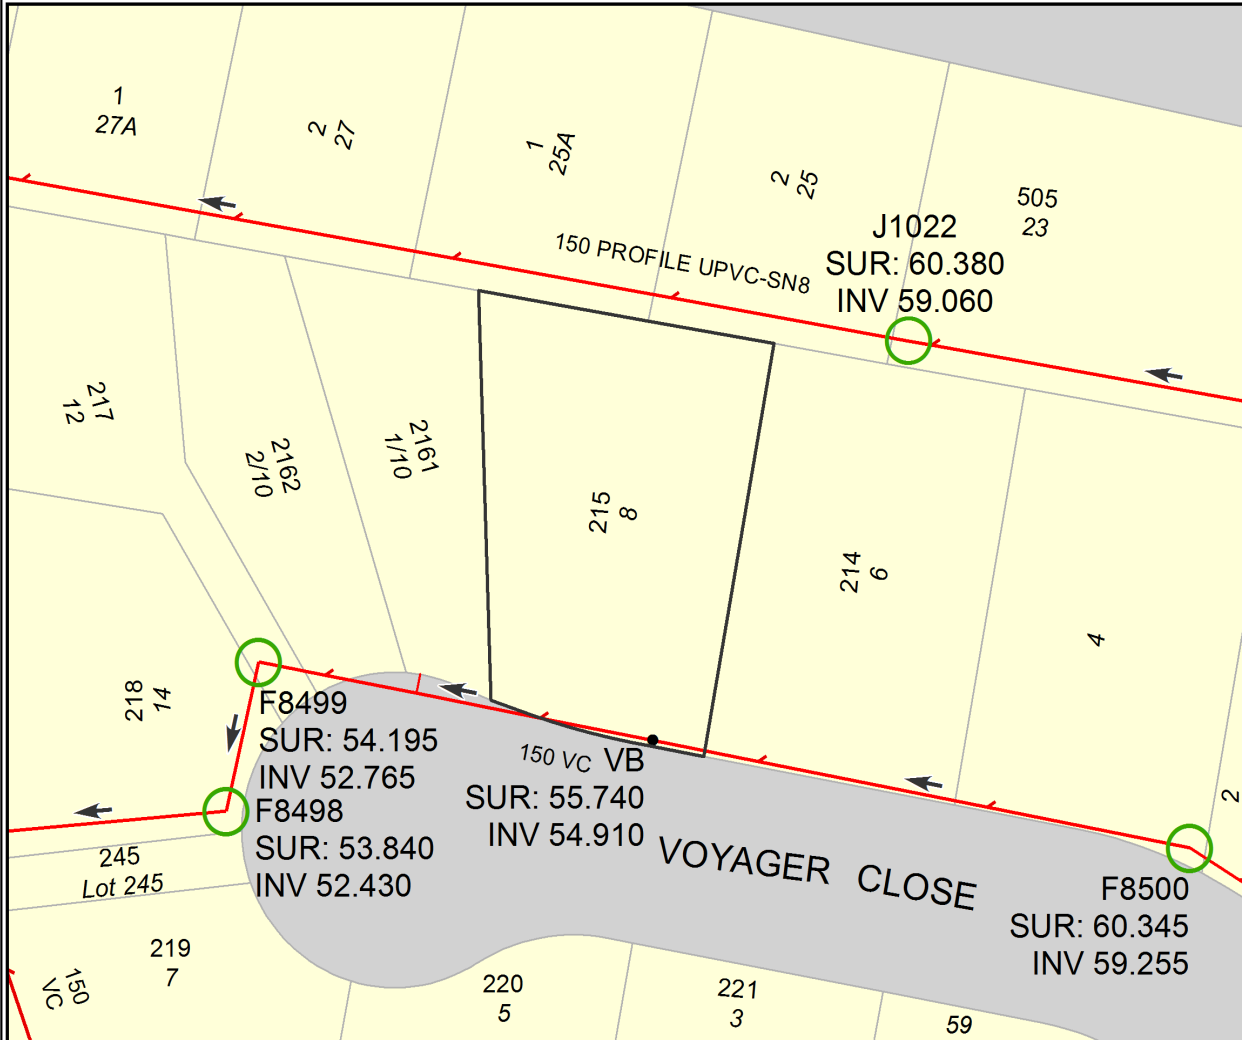 1
27A
2
27
1
25A
2
25
505
23
J1022
SUR: 60.380
INV 59.060
150 PROFILE UPVC-SN8
217
12
2162
2/10
2161
1/10
215
8
214
6
4
2
218
14
F8499
SUR: 54.195
INV 52.765
F8498
SUR: 53.840
INV 52.430
150 VC
VB
SUR: 55.740
INV 54.910
VOYAGER CLOSE
F8500
SUR: 60.345
INV 59.255
245
Lot 245
219
7
150
VC
220
5
221
3
59